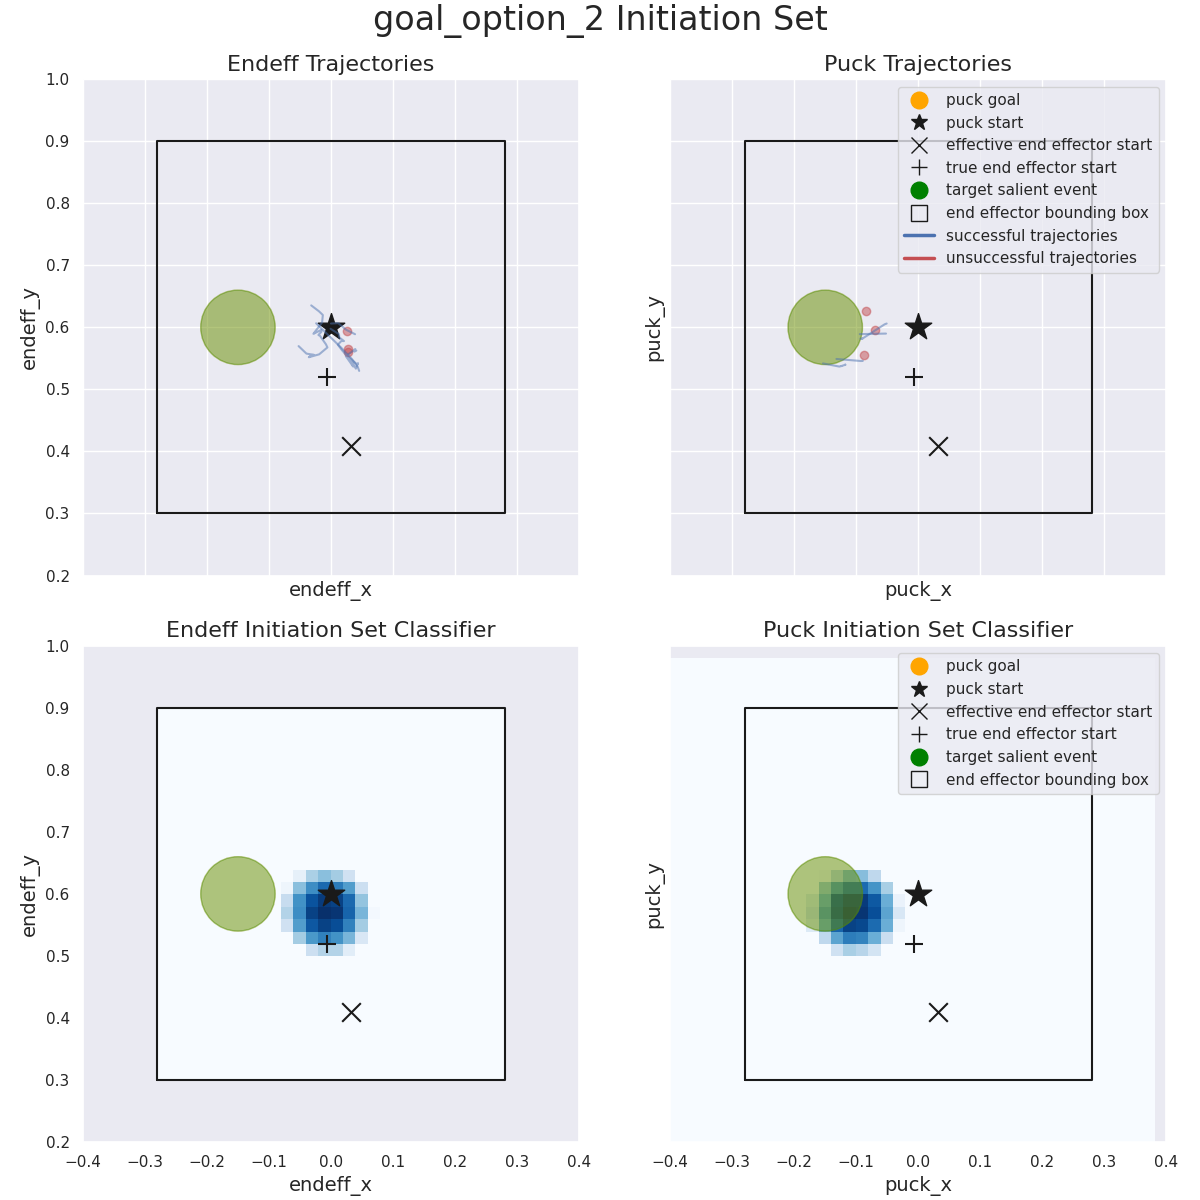 goal_option_2 Initiation Set
Endeff Trajectories
Puck Trajectories
1.0
0.9
0.8
0.7
0.6
0.5
0.4
0.3
0.2
endeff_y
endeff_x
puck_y
puck goal
puck start
effective end effector start
true end effector start
target salient event
end effector bounding box
successful trajectories
unsuccessful trajectories
puck_x
Endeff Initiation Set Classifier
Puck Initiation Set Classifier
1.0
0.9
0.8
0.7
0.6
0.5
0.4
0.3
0.2
endeff_y
−0.4 −0.3 −0.2 −0.1 0.0 0.1 0.2 0.3 0.4
endeff_x
puck_y
puck goal
puck start
effective end effector start
true end effector start
target salient event
end effector bounding box
−0.4 −0.3 −0.2 −0.1 0.0 0.1 0.2 0.3 0.4
puck_x